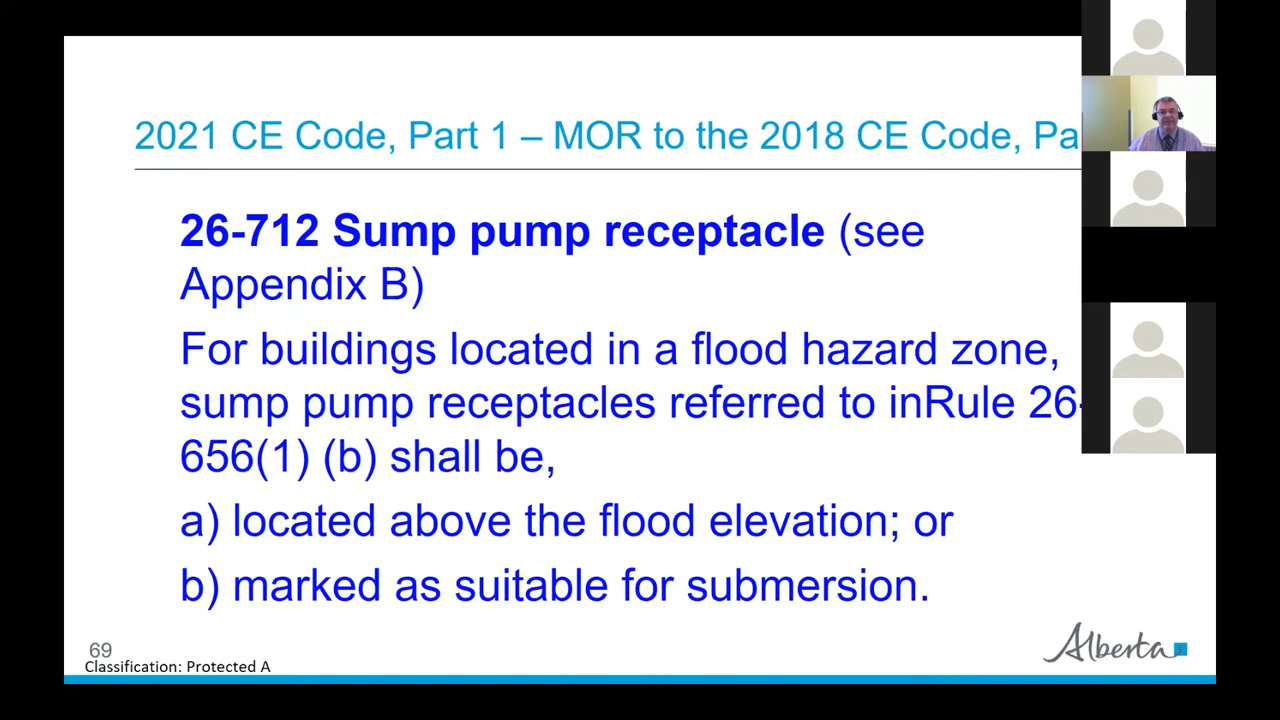 2021 CE Code, Part 1 – MOR to the 2018 CE Code, Pa
26-712 Sump pump receptacle (see
Appendix B)
For buildings located in a flood hazard zone,
sump pump receptacles referred to inRule 26-
656(1) (b) shall be,
a) located above the flood elevation; or
b) marked as suitable for submersion.
69
Classification: Protected A
Alberta